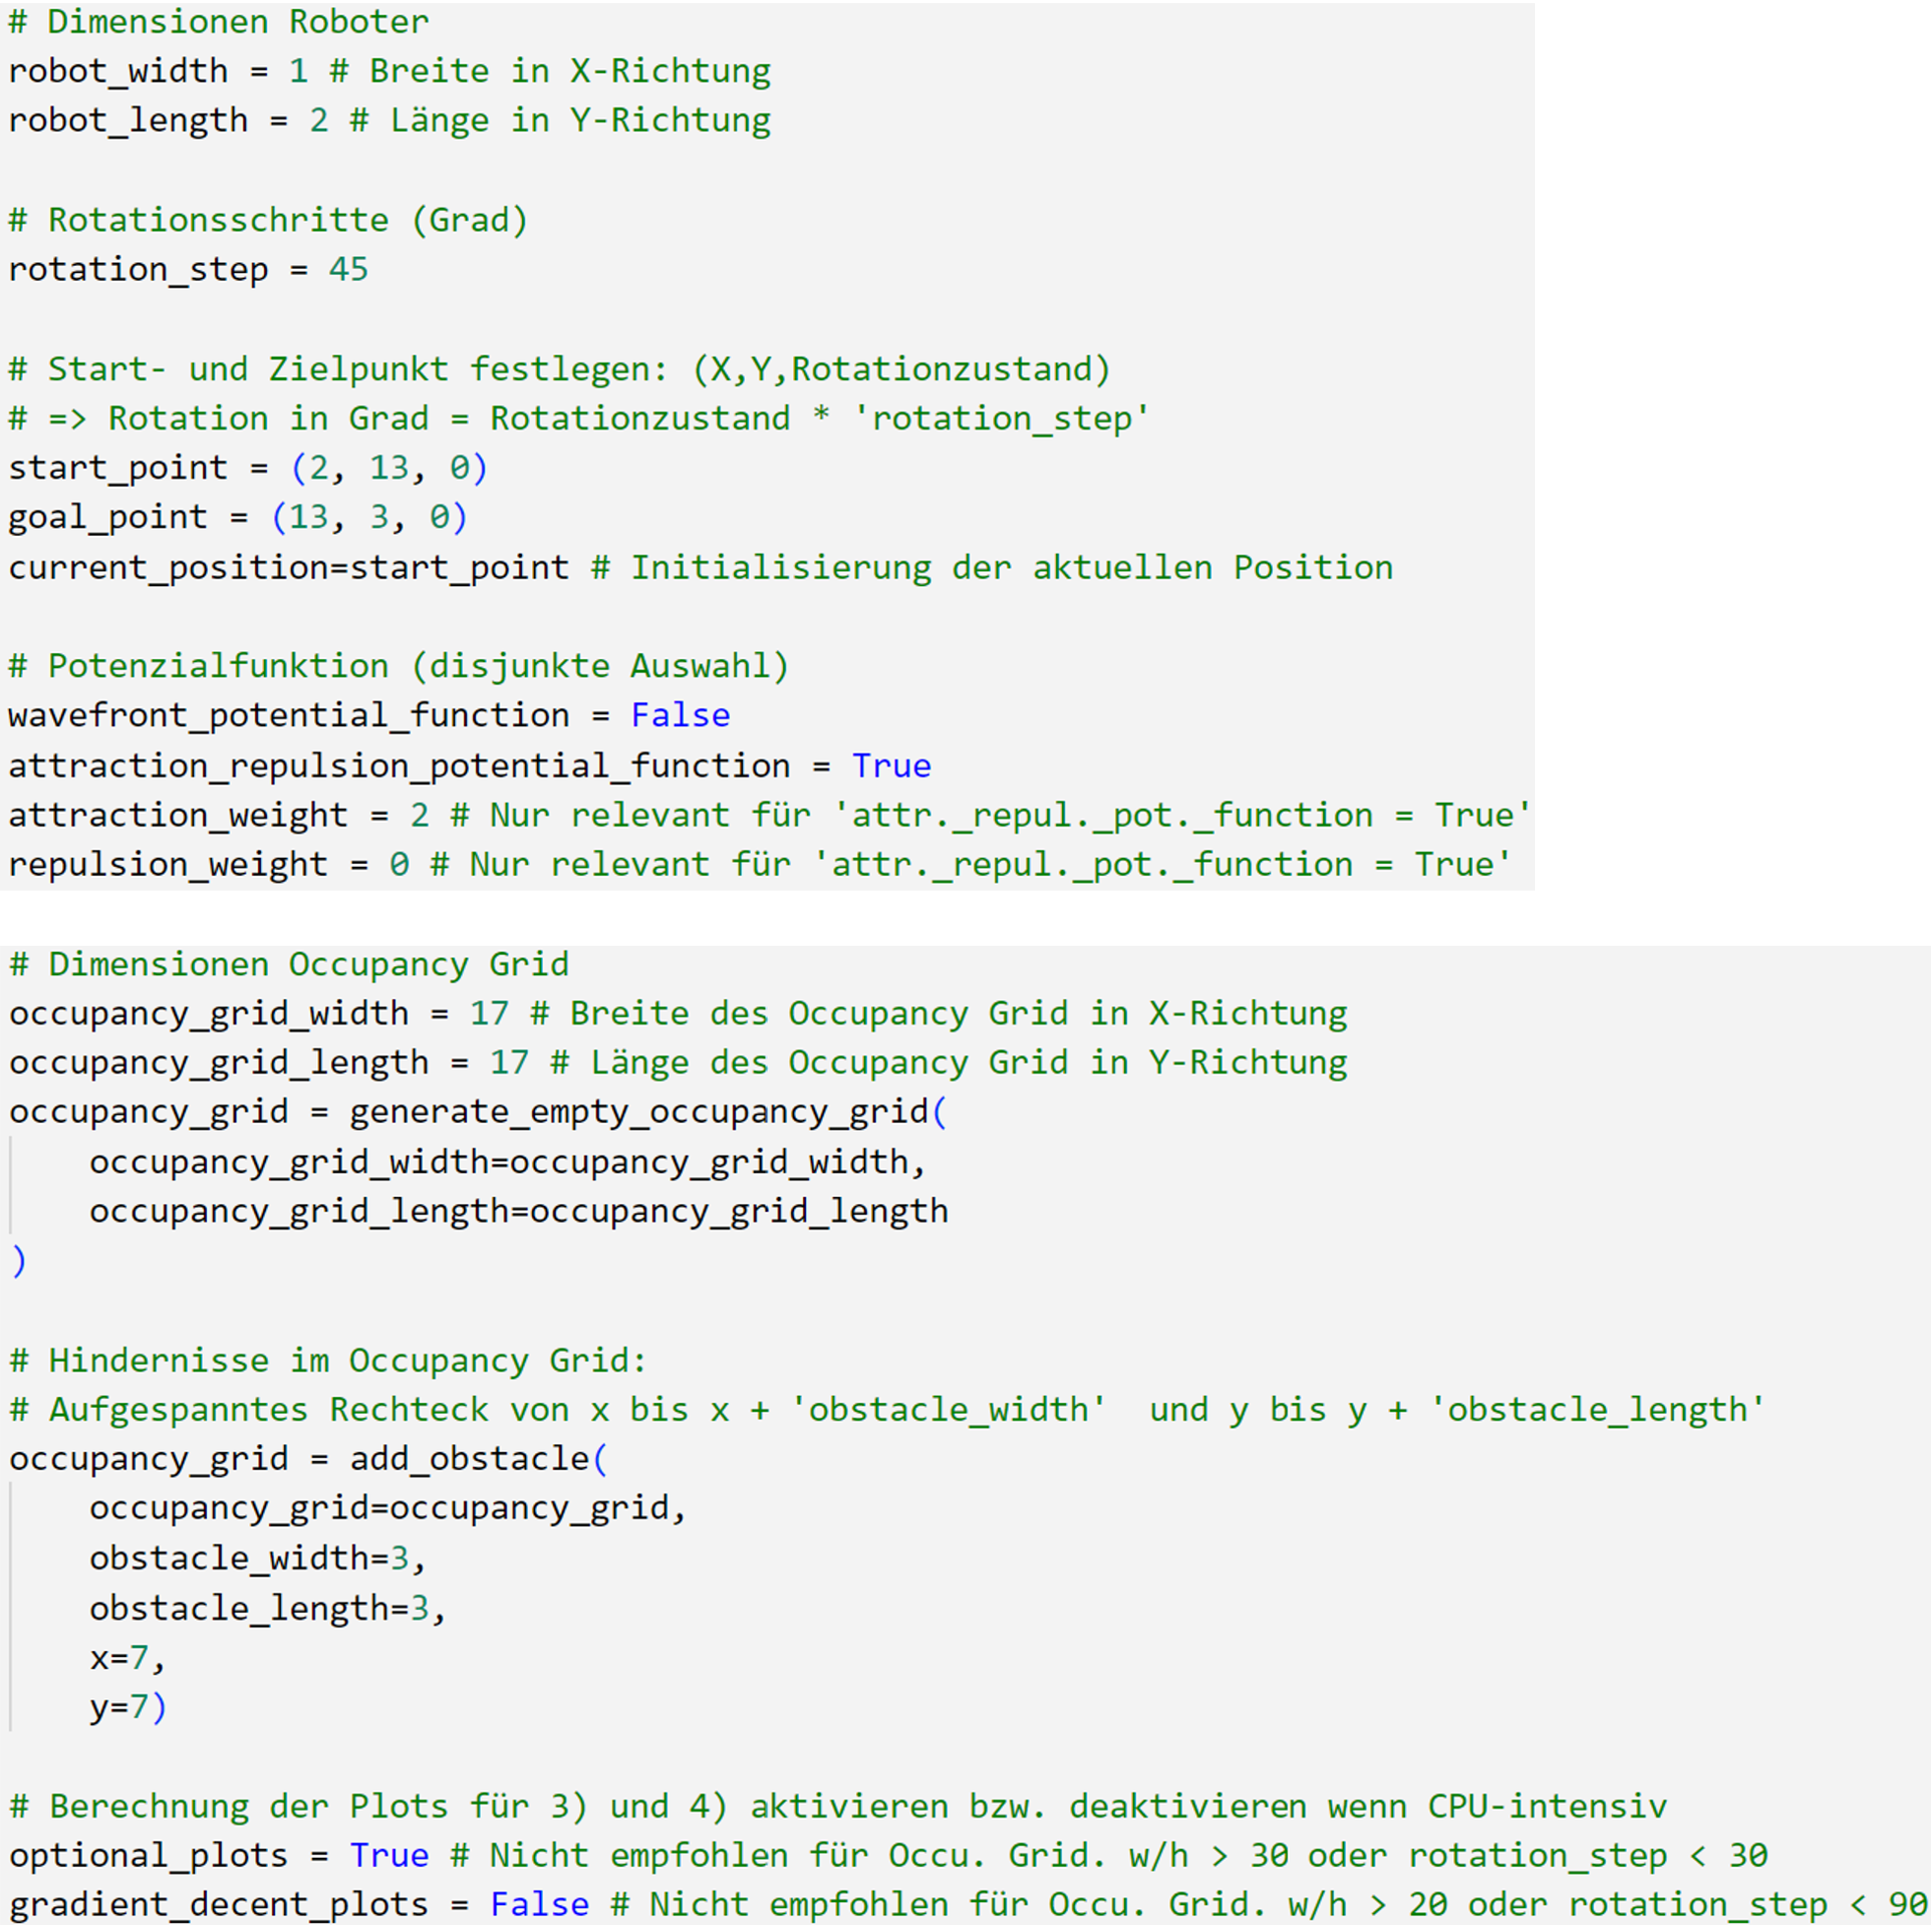 # Dimensionen Roboter
robot_width = 1 # Breite in X-Richtung
robot_length = 2 # Länge in Y-Richtung
# Rotationsschritte (Grad)
rotation_step = 45
# Start- und Zielpunkt festlegen: (X,Y,Rotationzustand)
# => Rotation in Grad = Rotationzustand * 'rotation_step'
start_point = (2, 13, 0)
goal_point = (13, 3, 0)
current_position=start_point # Initialisierung der aktuellen Position
# Potenzialfunktion (disjunkte Auswahl)
wavefront_potential_function = False
attraction_repulsion_potential_function = True
attraction_weight = 2 # Nur relevant für 'attr._repul._pot._function = True'
repulsion_weight = 0 # Nur relevant für 'attr._repul._pot._function = True'
# Dimensionen Occupancy Grid
occupancy_grid_width = 17 # Breite des Occupancy Grid in X-Richtung
occupancy_grid_length = 17 # Länge des Occupancy Grid in Y-Richtung
occupancy_grid = generate_empty_occupancy_grid(
    occupancy_grid_width=occupancy_grid_width,
    occupancy_grid_length=occupancy_grid_length
)
# Hindernisse im Occupancy Grid:
# Aufgespanntes Rechteck von x bis x + 'obstacle_width'  und y bis y + 'obstacle_length'
occupancy_grid = add_obstacle(
    occupancy_grid=occupancy_grid,
    obstacle_width=3,
    obstacle_length=3,
    x=7,
    y=7)
# Berechnung der Plots für 3) und 4) aktivieren bzw. deaktivieren wenn CPU-intensiv
optional_plots = True # Nicht empfohlen für Occu. Grid. w/h > 30 oder rotation_step < 30
gradient_decent_plots = False # Nicht empfohlen für Occu. Grid. w/h > 20 oder rotation_step < 90